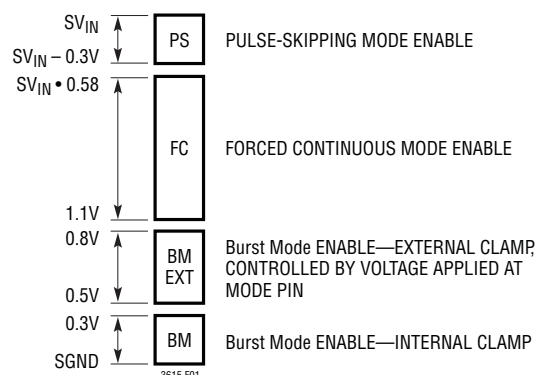 SVIN
SVIN – 0.3V
PS
PULSE-SKIPPING MODE ENABLE
SVIN • 0.58
1.1V
FC
FORCED CONTINUOUS MODE ENABLE
0.8V
0.5V
BM
EXT
Burst Mode ENABLE—EXTERNAL CLAMP,
CONTROLLED BY VOLTAGE APPLIED AT
MODE PIN
0.3V
SGND
BM
Burst Mode ENABLE—INTERNAL CLAMP
3615 F01